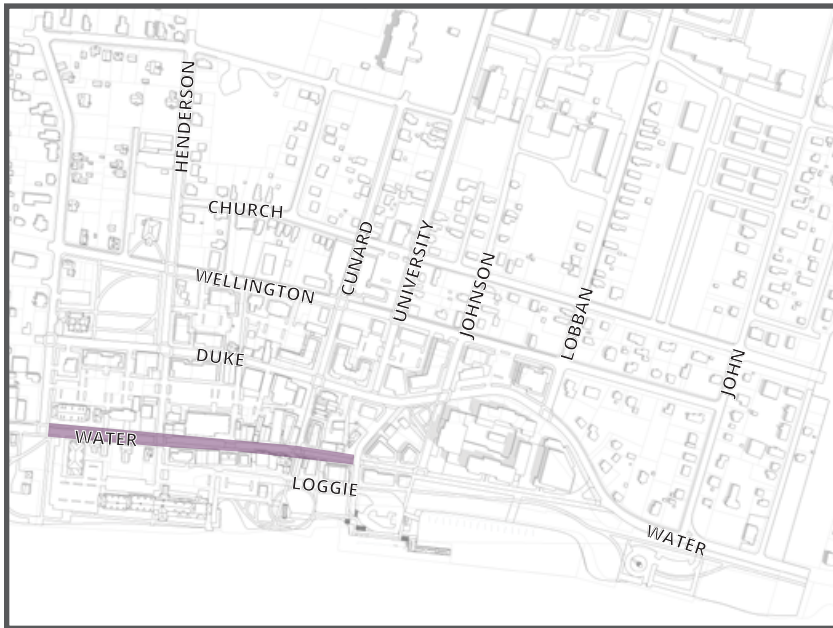 HENDERSON
CHURCH
CUNARD
UNIVERSITY
WELLINGTON
JOHNSON
LOBBAN
DUKE
JOHN
WATER
LOGGIE
WATER